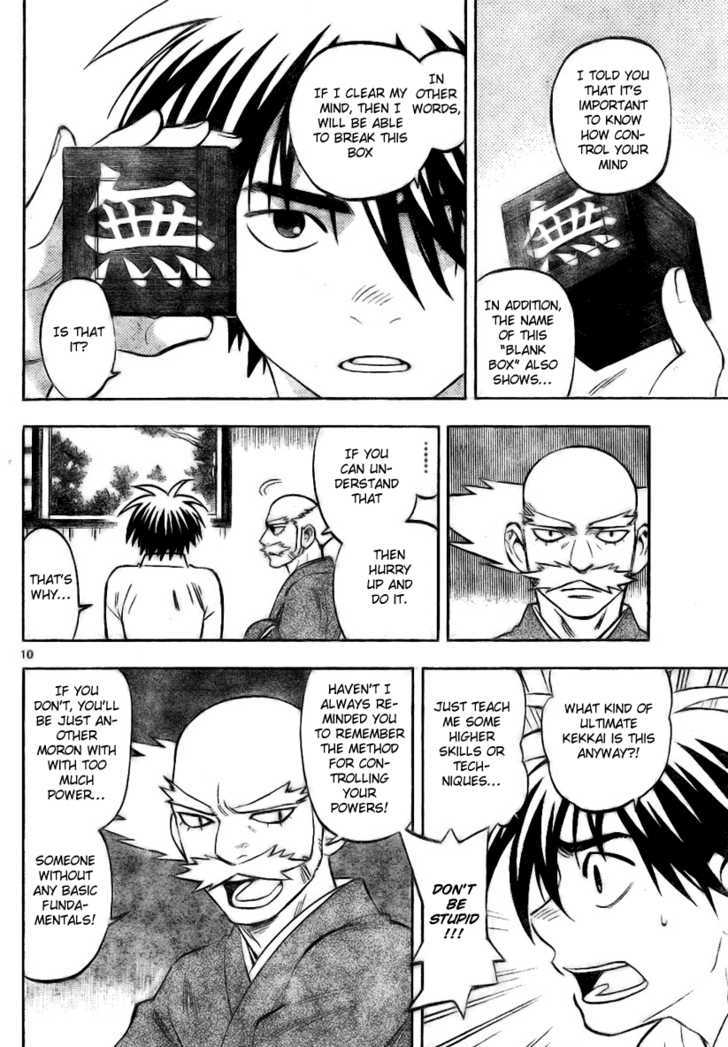 I TOLD YOU
THAT IT'S
IMPORTANT
TO KNOW
HOW CON-
TROL YOUR
MIND
無
IN ADDITION,
THE NAME
OF THIS
"BLANK
BOX" ALSO
SHOWS...
IN
OTHER
WORDS,
IF I CLEAR MY
MIND, THEN I
WILL BE ABLE
TO BREAK THIS
BOX
無
IS THAT
IT?
........
IF YOU
CAN UN-
DERSTAND
THAT
THEN
HURRY
UP AND
DO IT.
THAT'S
WHY...
10
WHAT KIND OF
ULTIMATE
KEKKAI IS THIS
ANYWAY?!
JUST TEACH
ME SOME
HIGHER
SKILLS OR
TECH-
NIQUES...
DON'T
BE
STUPID
!!!
HAVEN'T I
ALWAYS RE-
MINDED YOU
TO REMEMBER
THE METHOD
FOR CON-
TROLLING
YOUR
POWERS!
IF YOU
DON'T, YOU'LL
BE JUST AN-
OTHER
MORON WITH
WITH TOO
MUCH
POWER...
SOMEONE
WITHOUT
ANY BASIC
FUNDA-
MENTALS!